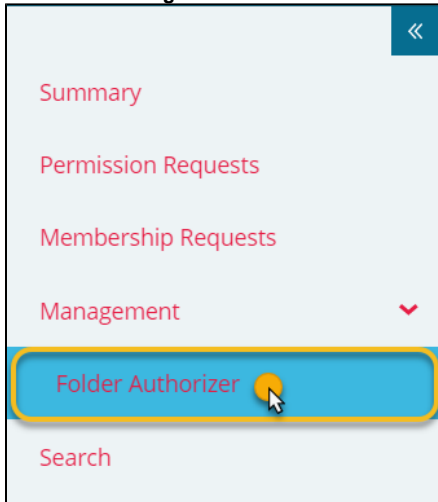 «
Summary
Permission Requests
Membership Requests
Management
Folder Authorizer
Search